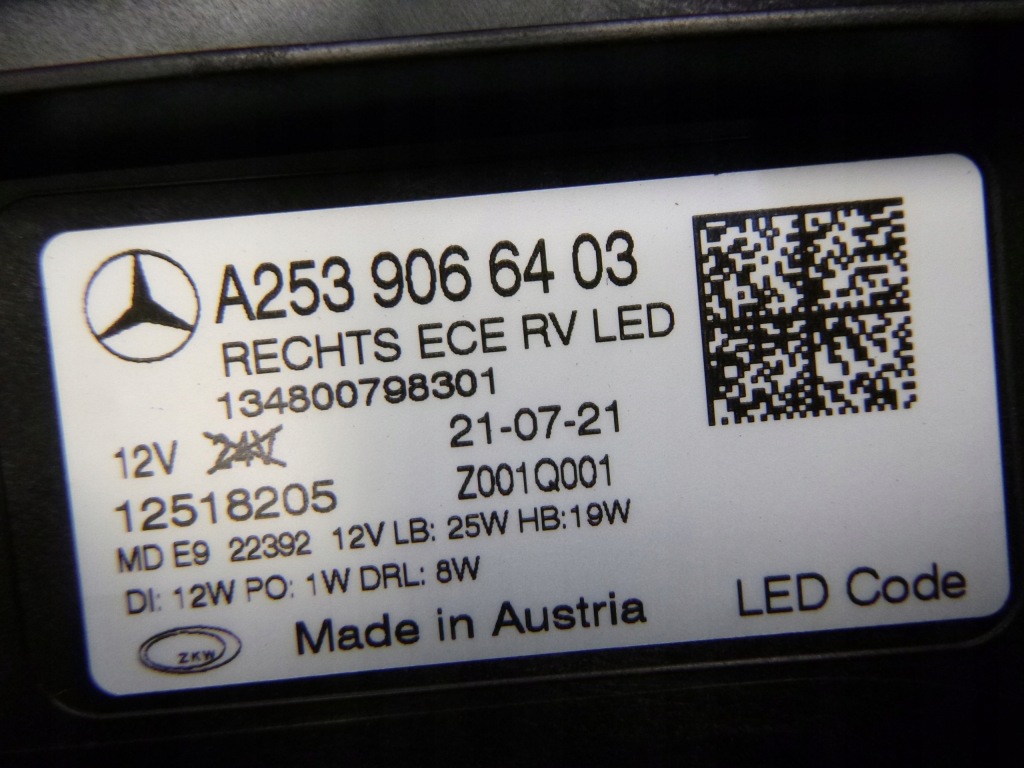 A253 906 64 03
RECHTS ECE RV LED
134800798301
12V 24V 21-07-21
12518205 Z001Q001
MD E9 22392 12V LB: 25W HB:19W
DI: 12W PO: 1W DRL: 8W
ZKW Made in Austria LED Code